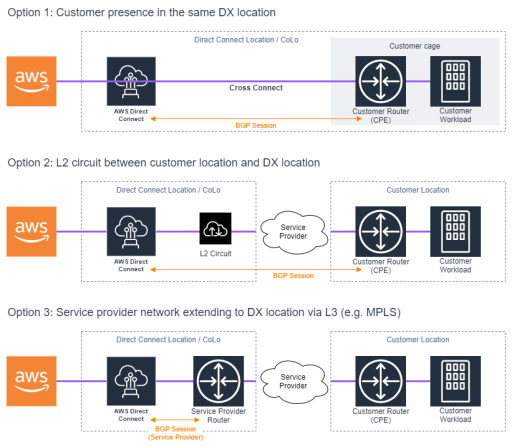 Option 1: Customer presence in the same DX location
Direct Connect Location / CoLo
Customer cage
aws
Cross Connect
AWS Direct
Connect
Customer Router
(CPE)
Customer
Workload
BGP Session
Option 2: L2 circuit between customer location and DX location
Direct Connect Location / CoLo
Customer Location
aws
Service
Provider
AWS Direct
Connect
L2 Circuit
Customer Router
(CPE)
Customer
Workload
BGP Session
Option 3: Service provider network extending to DX location via L3 (e.g. MPLS)
Direct Connect Location / CoLo
Customer Location
aws
Service
Provider
AWS Direct
Connect
Service Provider
Router
Customer Router
(CPE)
Customer
Workload
BGP Session
(Service Provider)